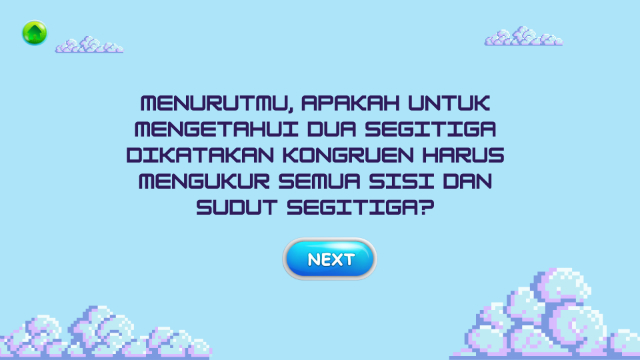 MENURUTMU, APAKAH UNTUK
MENGETAHUI DUA SEGITIGA
DIKATAKAN KONGRUEN HARUS
MENGUKUR SEMUA SISI DAN
SUDUT SEGITIGA?
NEXT